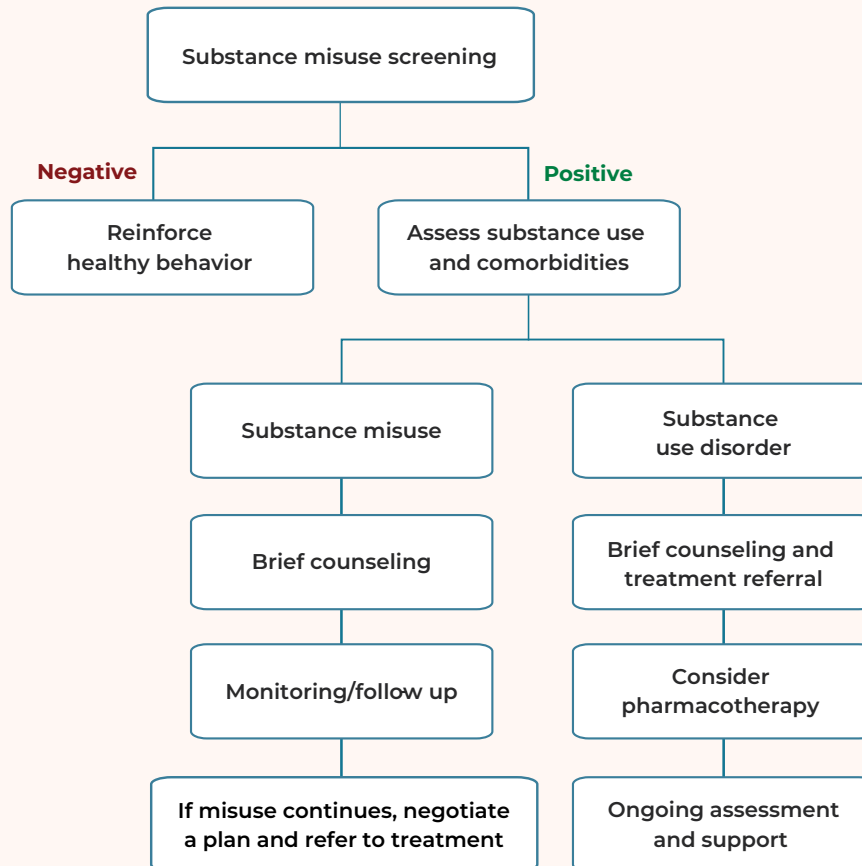 Substance misuse screening
Negative
Positive
Reinforce
healthy behavior
Assess substance use
and comorbidities
Substance misuse
Substance
use disorder
Brief counseling
Brief counseling and
treatment referral
Monitoring/follow up
Consider
pharmacotherapy
If misuse continues, negotiate
a plan and refer to treatment
Ongoing assessment
and support